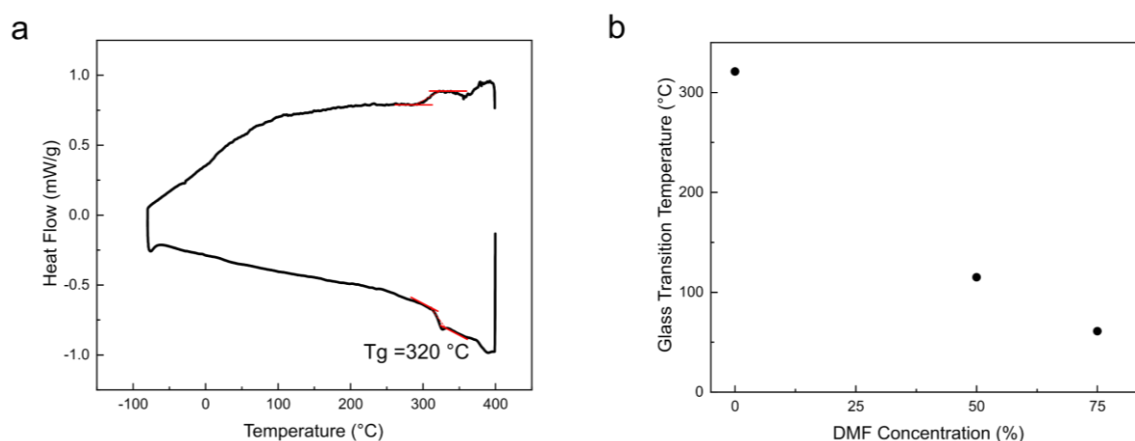 a
1.0
0.5
0.0
-0.5
-1.0
Heat Flow (mW/g)
Tg =320 °C
-100 0 100 200 300 400
Temperature (°C)
b
300
200
100
0
Glass Transition Temperature (°C)
0 25 50 75
DMF Concentration (%)